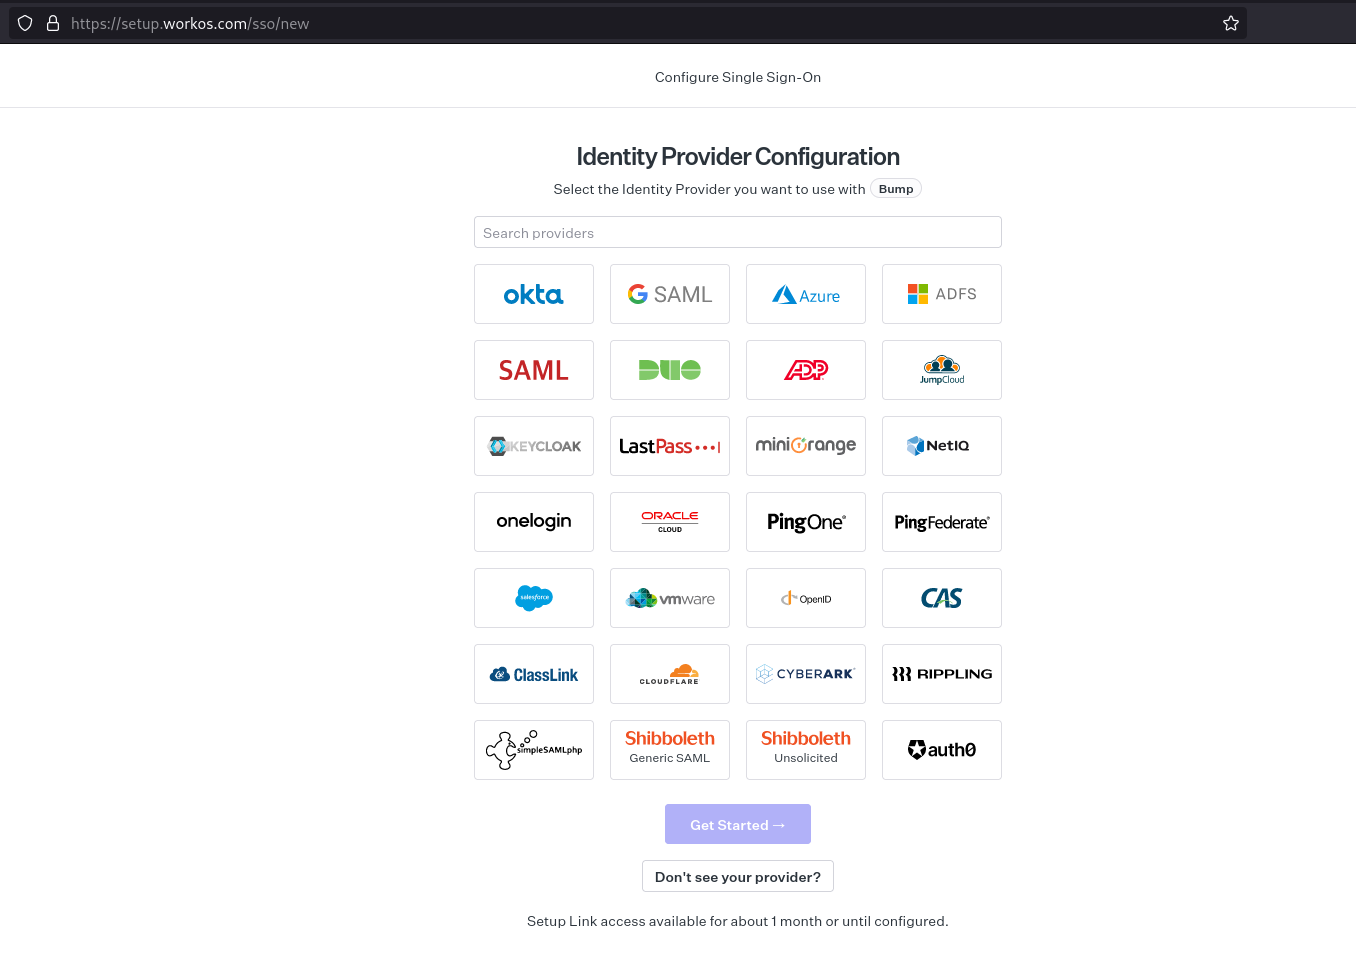 https://setup.workos.com/sso/new
Configure Single Sign-On
Identity Provider Configuration
Select the Identity Provider you want to use with Bump
Search providers
okta
G SAML
Azure
ADFS
SAML
DUO
ADP
JumpCloud
KEYCLOAK
LastPass
miniOrange
NetIQ
onelogin
ORACLE
CLOUD
PingOne®
PingFederate®
salesforce
vmware
OpenID
CAS
ClassLink
CLOUDFLARE
CYBERARK®
RIPPLING
simpleSAMLphp
Shibboleth
Generic SAML
Shibboleth
Unsolicited
auth0
Get Started →
Don't see your provider?
Setup Link access available for about 1 month or until configured.